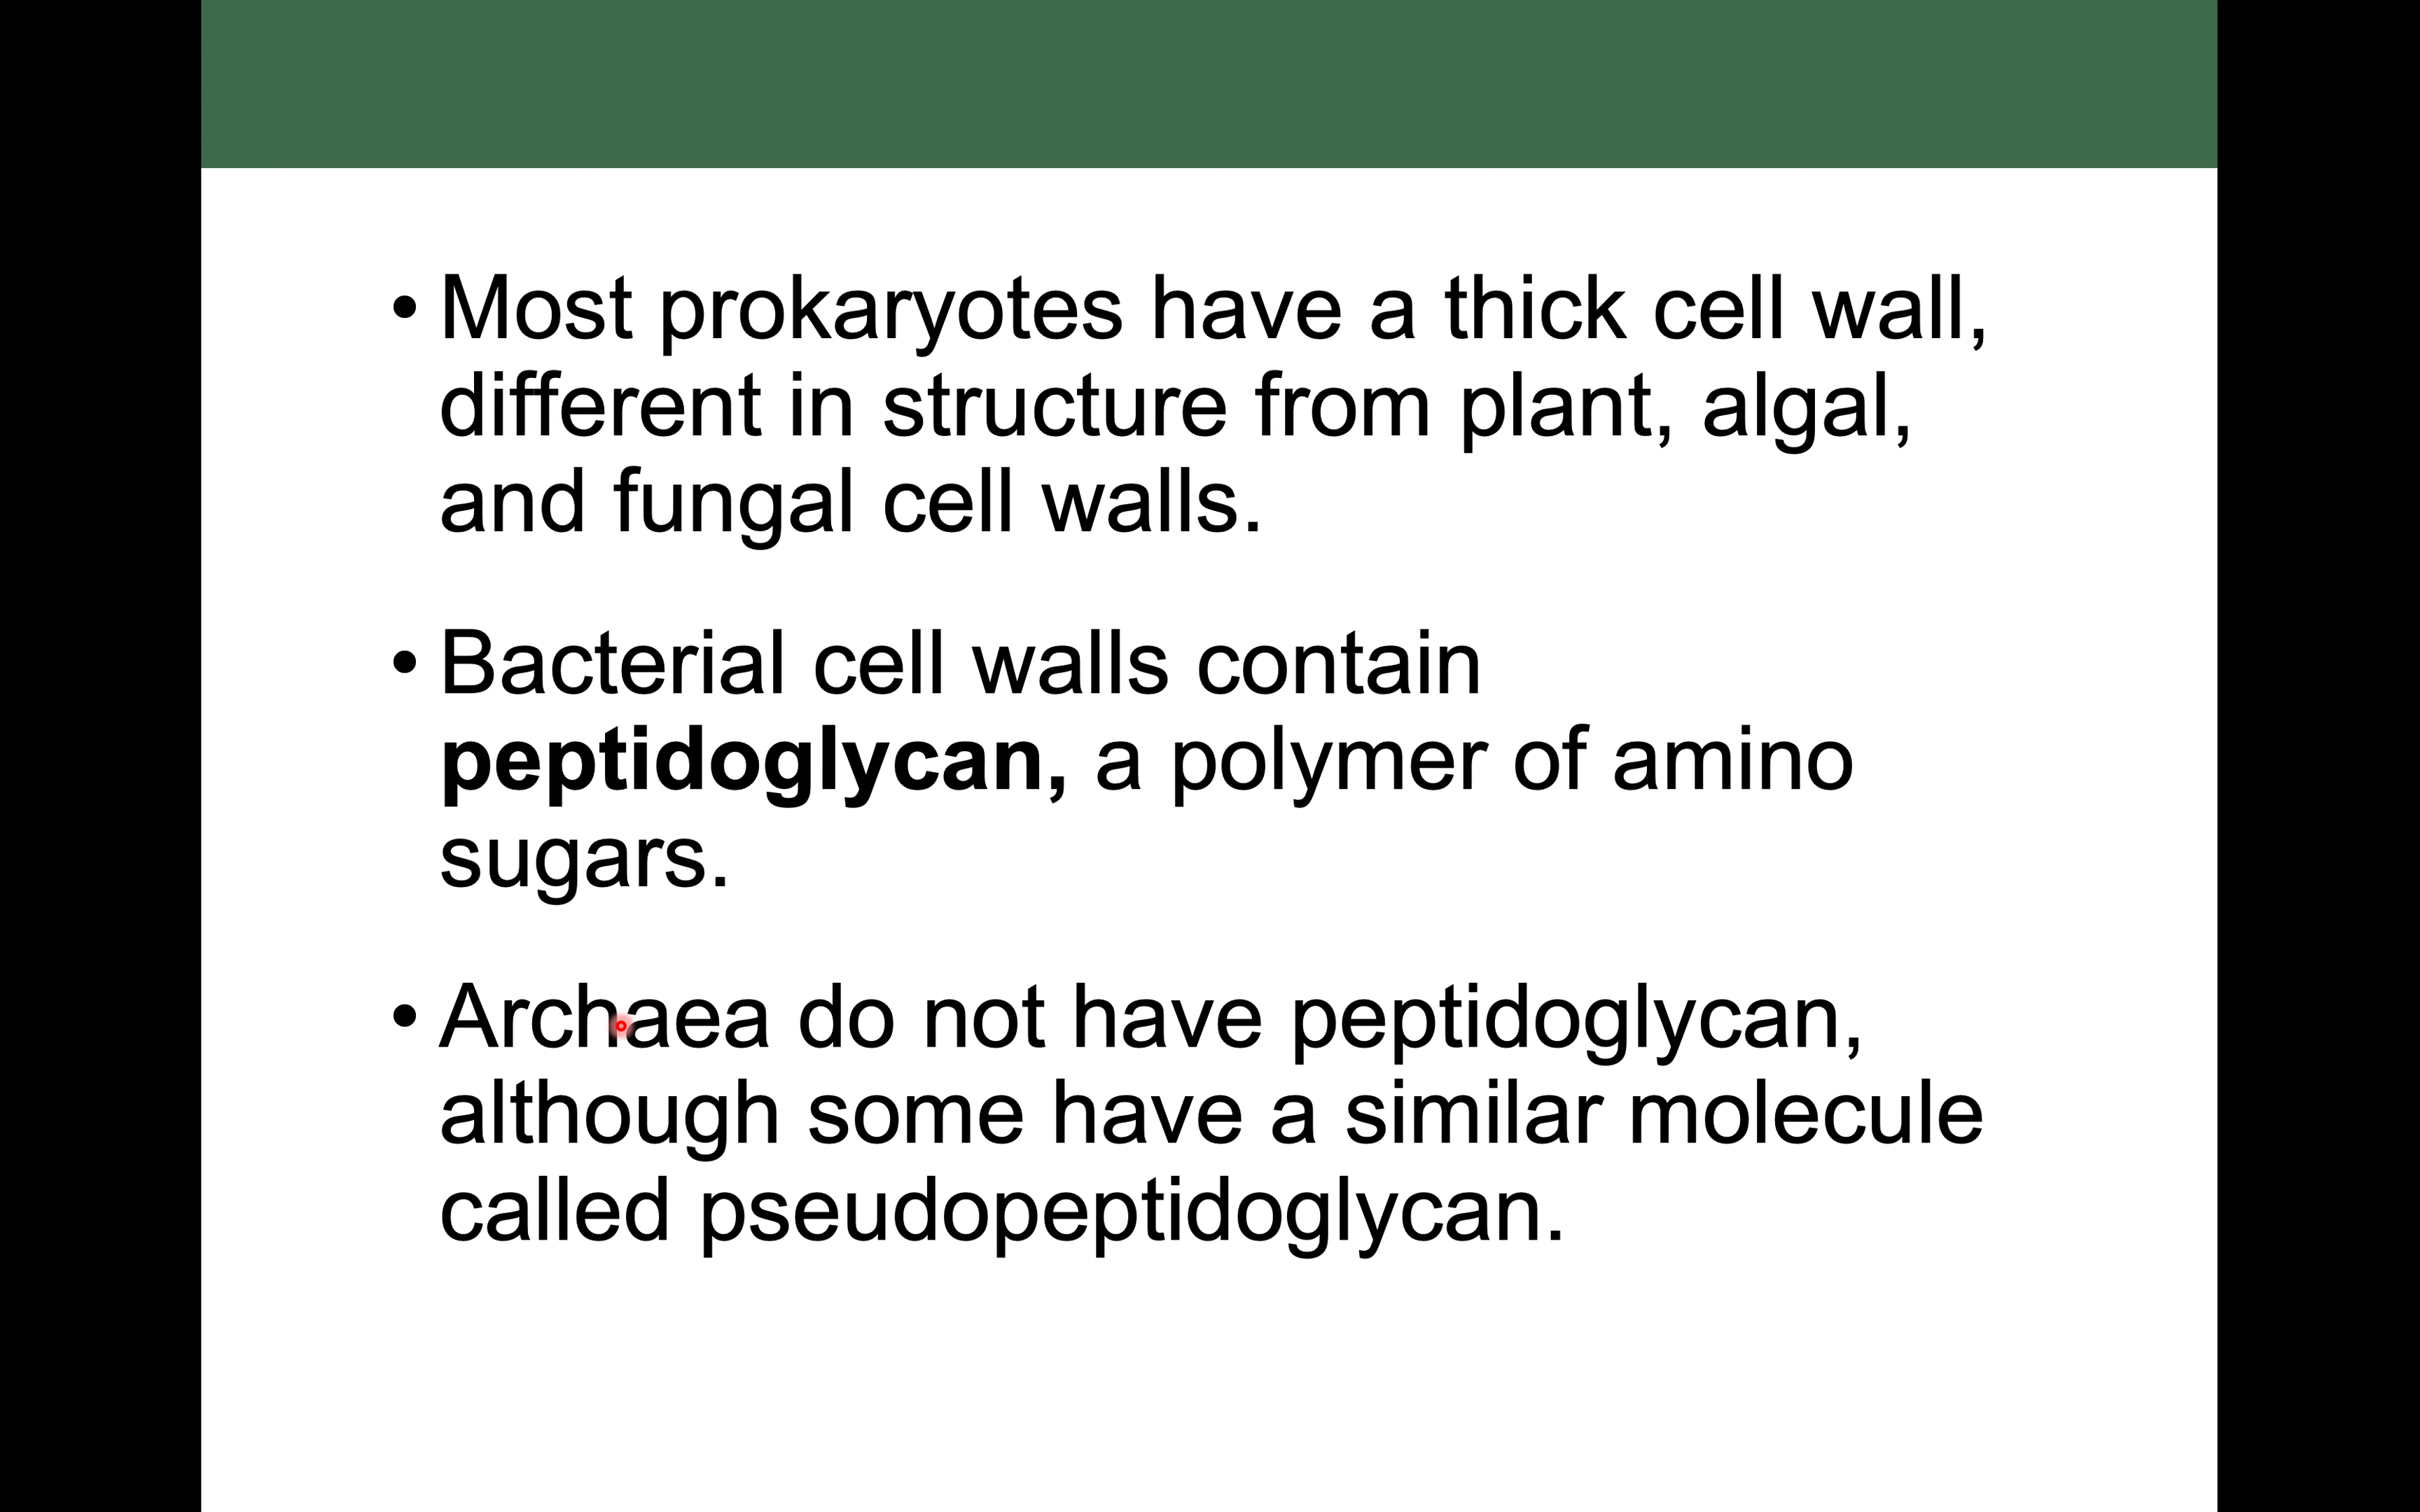 • Most prokaryotes have a thick cell wall,
different in structure from plant, algal,
and fungal cell walls.
• Bacterial cell walls contain
peptidoglycan, a polymer of amino
sugars.
• Archaea do not have peptidoglycan,
although some have a similar molecule
called pseudopeptidoglycan.